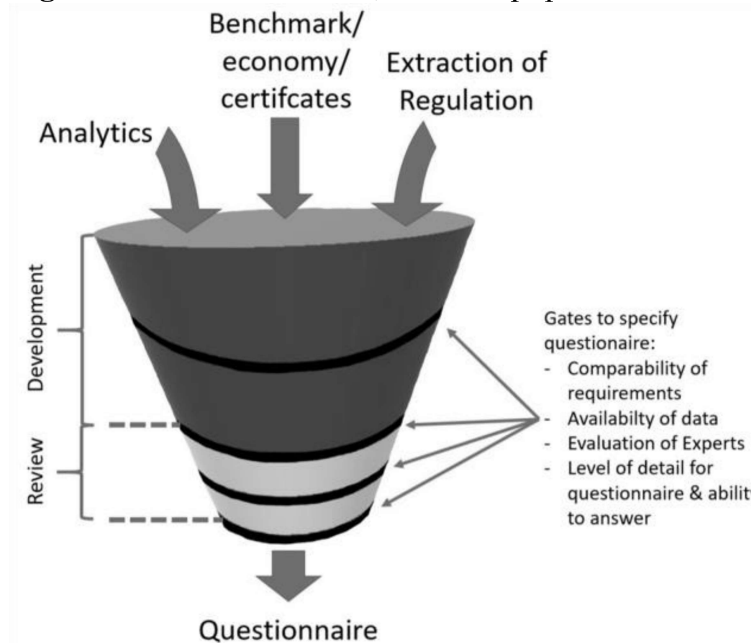 Benchmark/
economy/
certifcates
Extraction of
Regulation
Analytics
Development
Review
Gates to specify
questionaire:
- Comparability of
requirements
- Availabilty of data
- Evaluation of Experts
- Level of detail for
questionnaire & abilit
to answer
Questionnaire